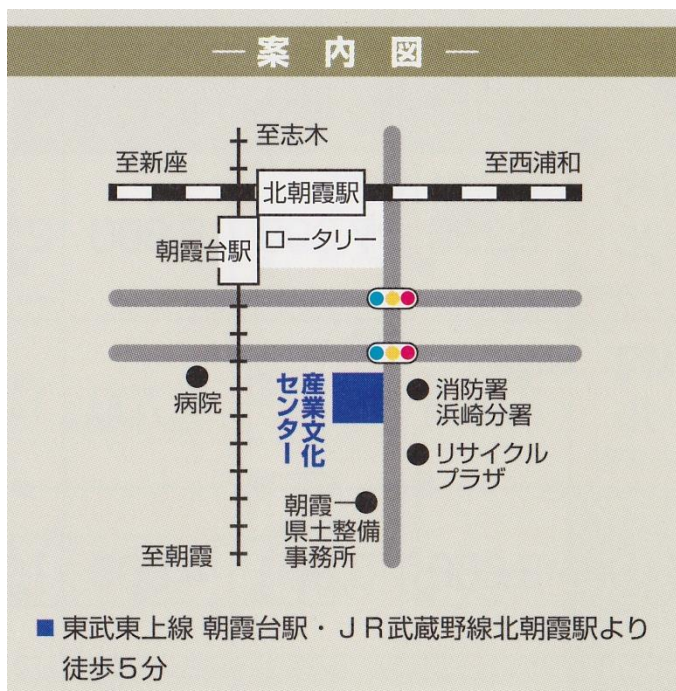 ― 案内図 ―
至志木
至新座
至西浦和
北朝霞駅
朝霞台駅
ロータリー
病院
産業文化
センター
消防署
浜崎分署
リサイクル
プラザ
朝霞
県土整備
事務所
至朝霞
■ 東武東上線 朝霞台駅・JR武蔵野線北朝霞駅より
徒歩5分